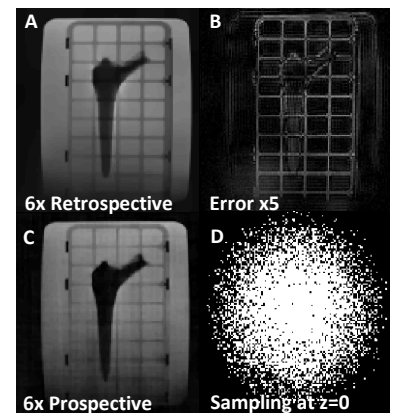 A
B
6x Retrospective
Error x5
C
D
6x Prospective
Sampling at z=0